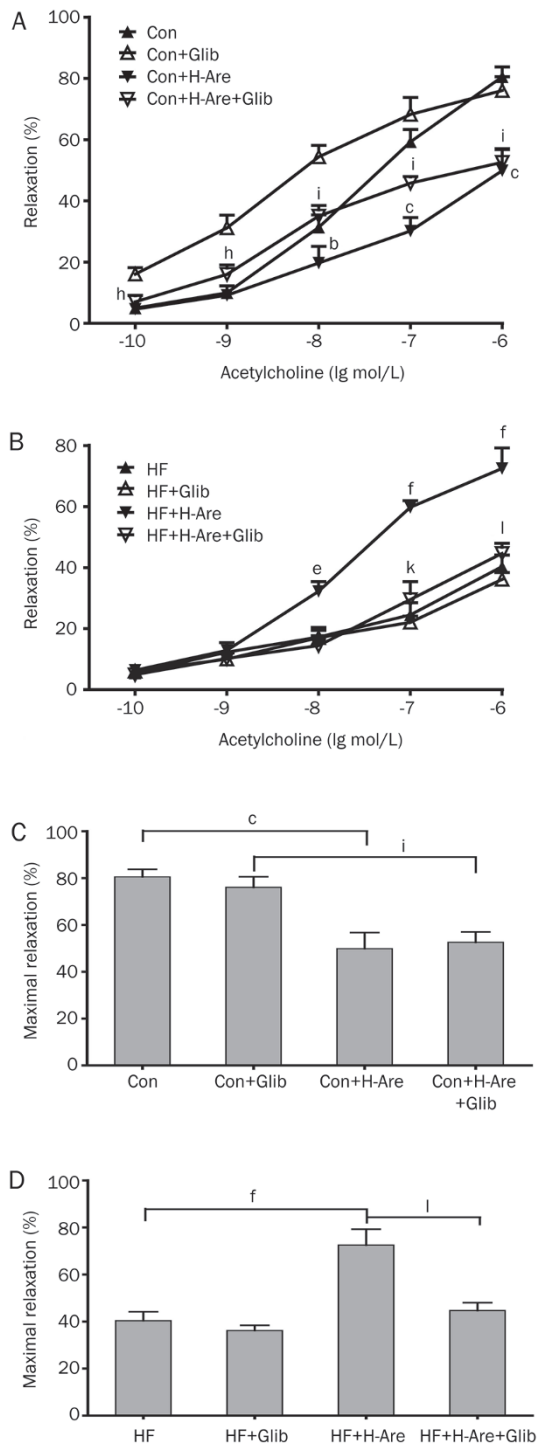 A
Con
Con+Glib
Con+H-Are
Con+H-Are+Glib
Relaxation (%)
100
80
60
40
20
0
h
h
i
i
i
b
c
c
-10 -9 -8 -7 -6
Acetylcholine (lg mol/L)
B
HF
HF+Glib
HF+H-Are
HF+H-Are+Glib
Relaxation (%)
80
60
40
20
0
e
f
f
k
l
-10 -9 -8 -7 -6
Acetylcholine (lg mol/L)
C
Maximal relaxation (%)
100
80
60
40
20
0
c
i
Con Con+Glib Con+H-Are Con+H-Are
+Glib
D
Maximal relaxation (%)
100
80
60
40
20
0
f
l
HF HF+Glib HF+H-Are HF+H-Are+Glib